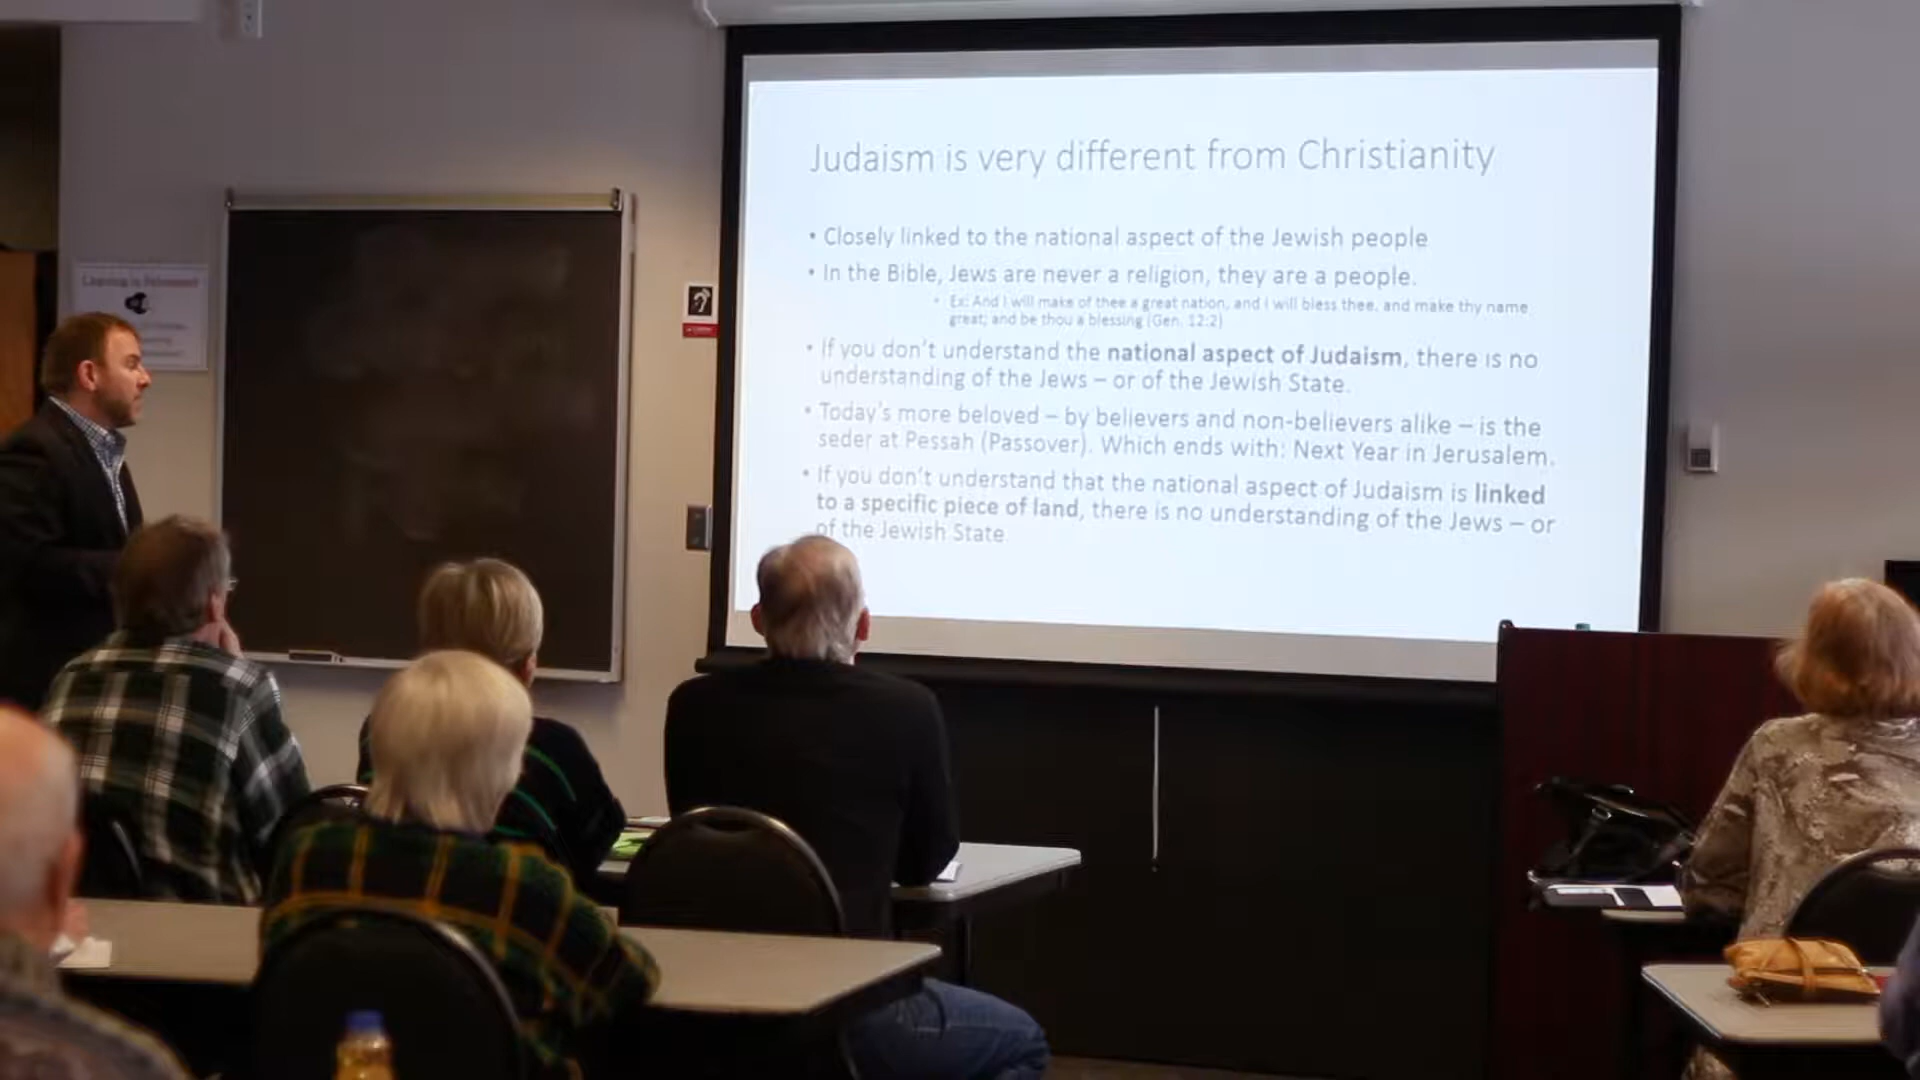 Judaism is very different from Christianity
• Closely linked to the national aspect of the Jewish people
• In the Bible, Jews are never a religion, they are a people.
• Ex: And I will make of thee a great nation, and I will bless thee, and make thy name
great; and be thou a blessing (Gen. 12:2)
• If you don't understand the national aspect of Judaism, there is no
understanding of the Jews – or of the Jewish State.
• Today's more beloved – by believers and non-believers alike – is the
seder at Pessah (Passover). Which ends with: Next Year in Jerusalem.
• If you don't understand that the national aspect of Judaism is linked
to a specific piece of land, there is no understanding of the Jews – or
of the Jewish State.